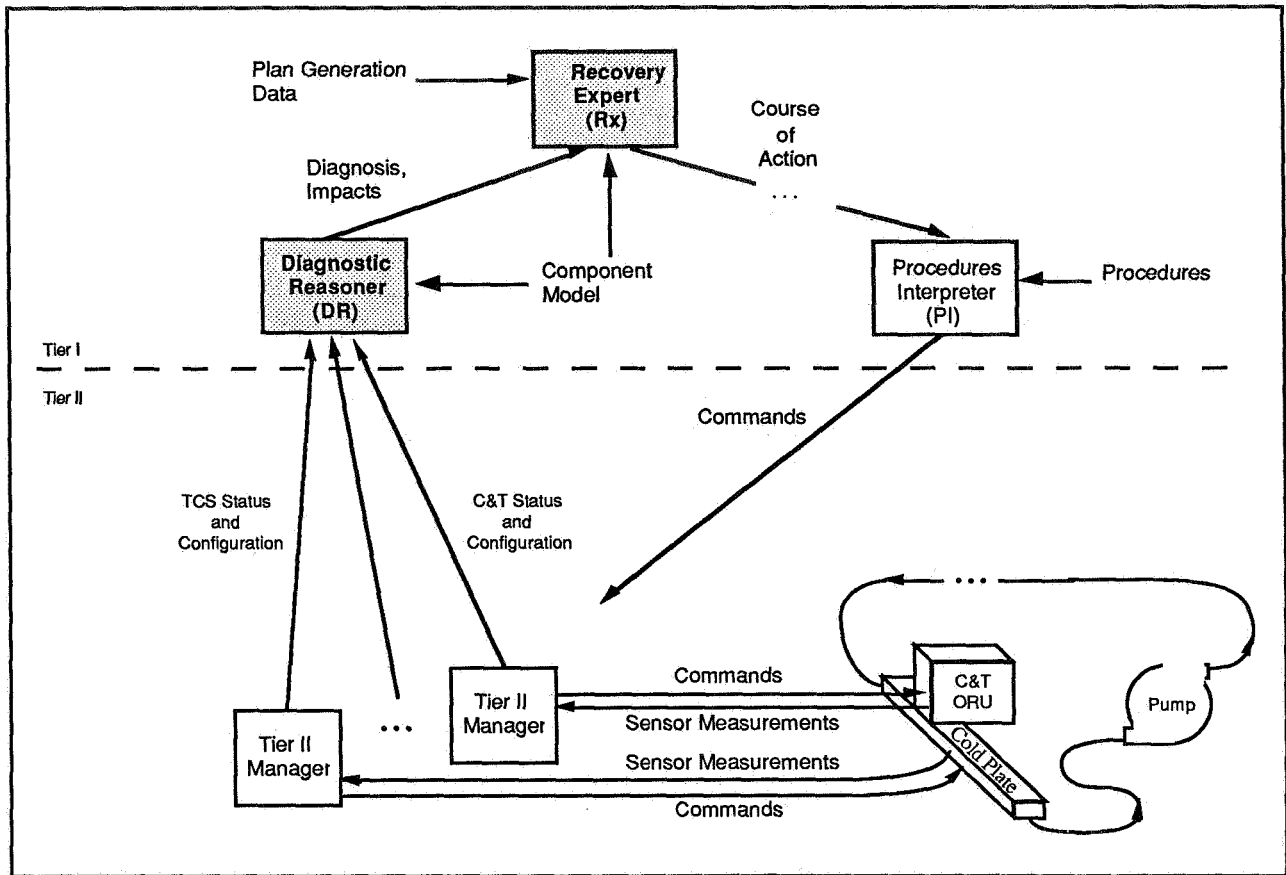 Plan Generation
Data
Recovery
Expert
(Rx)
Course
of
Action
...
Diagnosis,
Impacts
Diagnostic
Reasoner
(DR)
Component
Model
Procedures
Interpreter
(PI)
Procedures
Tier I
Tier II
Commands
TCS Status
and
Configuration
C&T Status
and
Configuration
...
Tier II
Manager
...
Tier II
Manager
Commands
Sensor Measurements
Sensor Measurements
Commands
C&T
ORU
Cold Plate
Pump